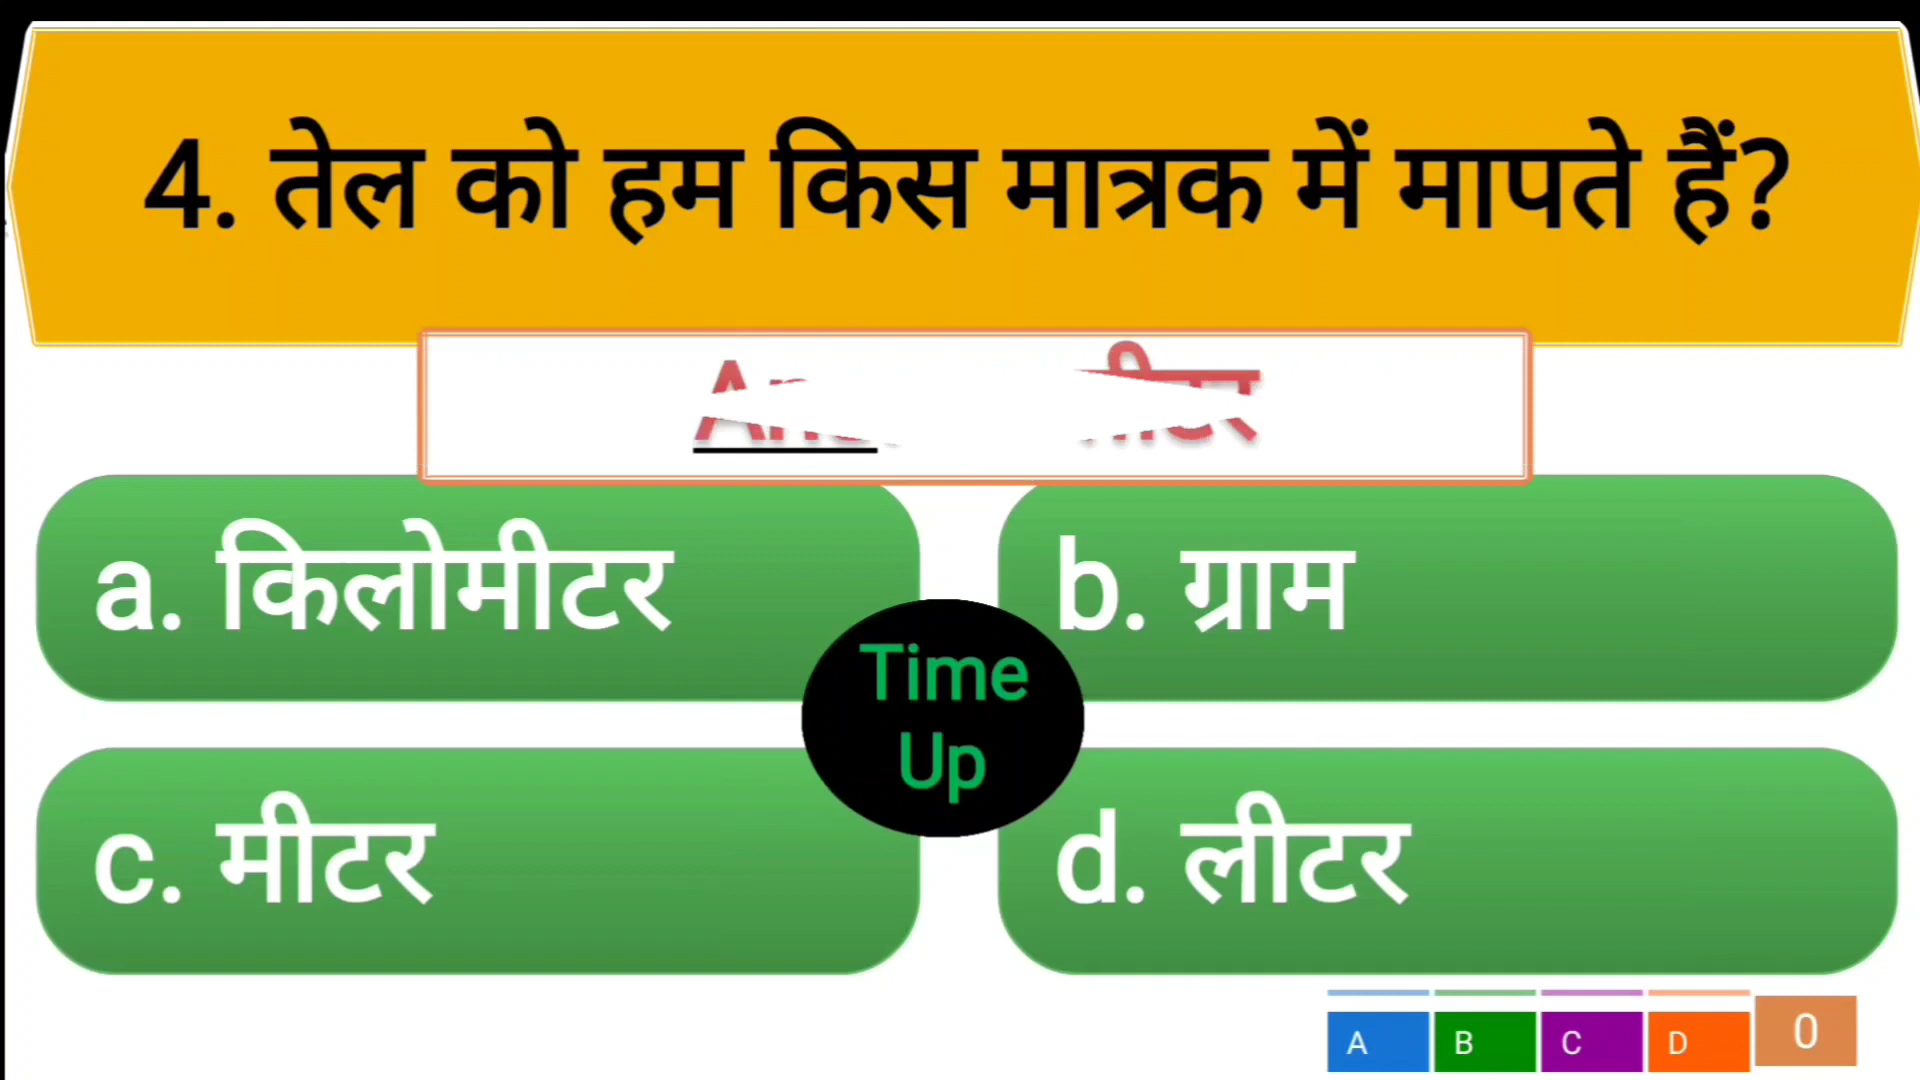 4. तेल को हम किस मात्रक में मापते हैं?
a. किलोमीटर
b. ग्राम
Time
Up
c. मीटर
d. लीटर
A B C D 0